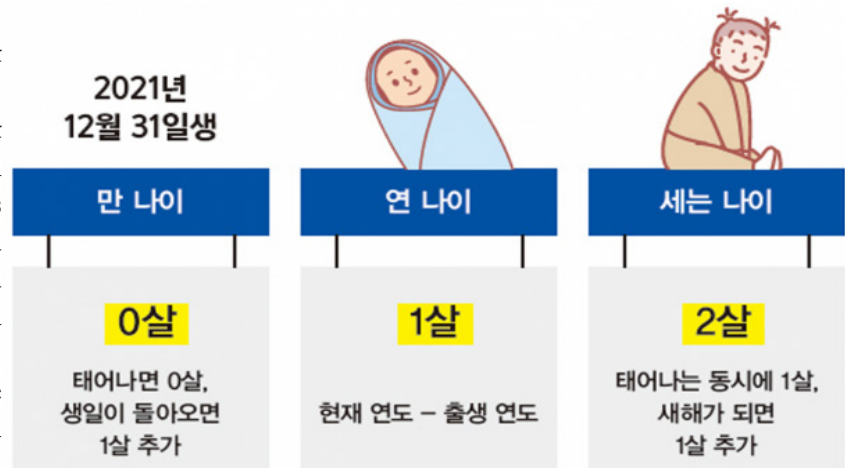 2021년
12월 31일생
만 나이
연 나이
세는 나이
0살
태어나면 0살,
생일이 돌아오면
1살 추가
1살
현재 연도 – 출생 연도
2살
태어나는 동시에 1살,
새해가 되면
1살 추가